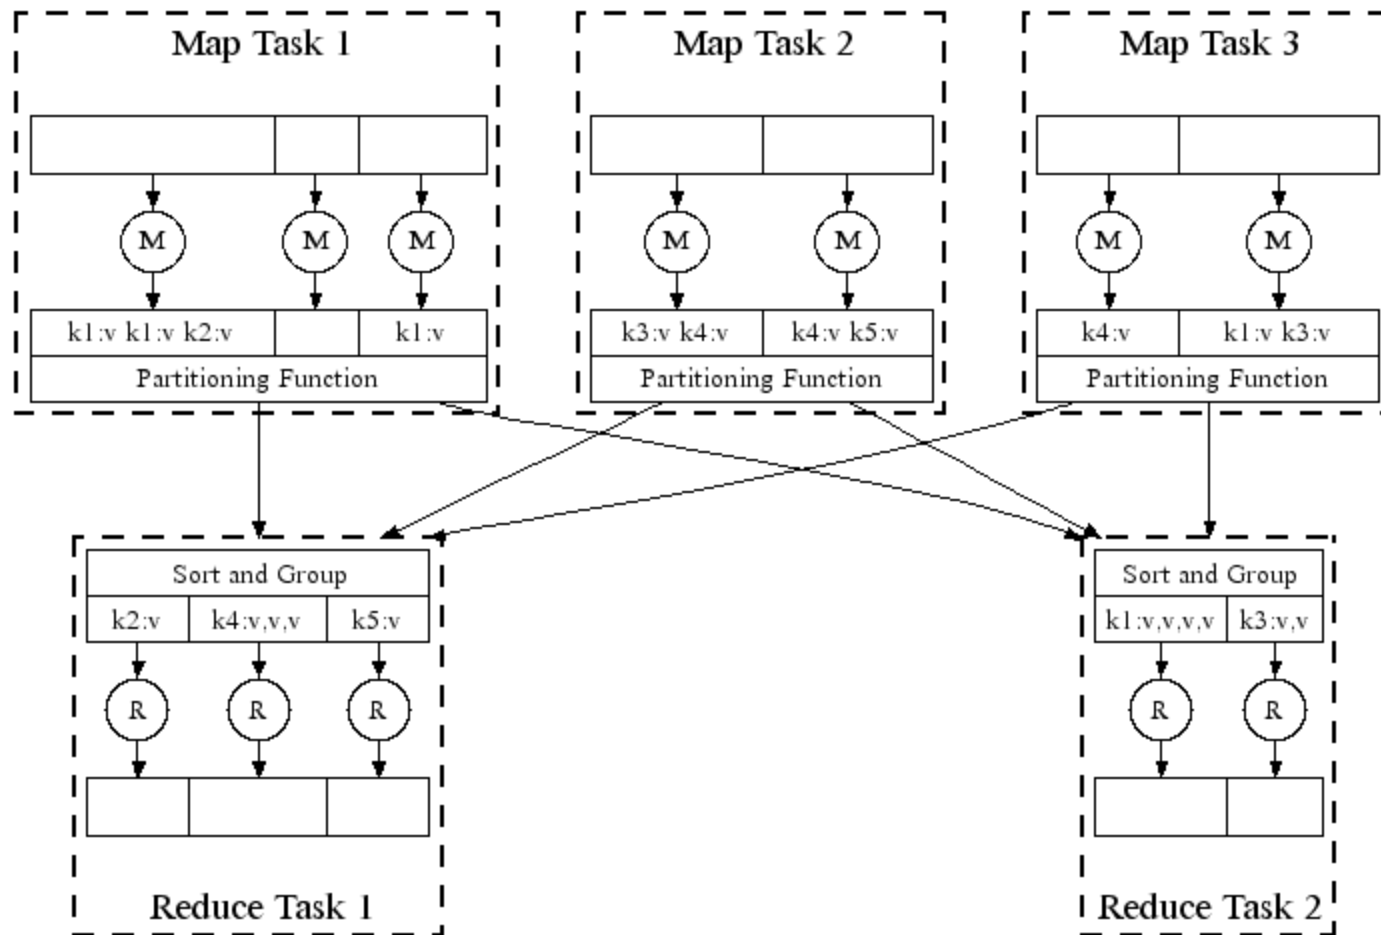 Map Task 1
Map Task 2
Map Task 3
M
M
M
M
M
M
M
k1:v k1:v k2:v
k1:v
k3:v k4:v
k4:v k5:v
k4:v
k1:v k3:v
Partitioning Function
Partitioning Function
Partitioning Function
Sort and Group
Sort and Group
k2:v
k4:v,v,v
k5:v
k1:v,v,v,v
k3:v,v
R
R
R
R
R
Reduce Task 1
Reduce Task 2